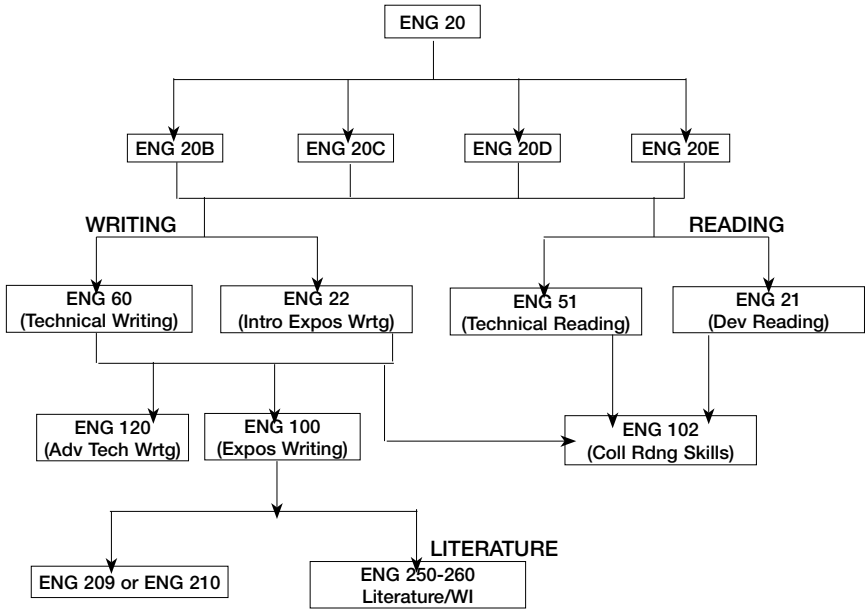 ENG 20
ENG 20B
ENG 20C
ENG 20D
ENG 20E
WRITING
READING
ENG 60
(Technical Writing)
ENG 22
(Intro Expos Wrtg)
ENG 51
(Technical Reading)
ENG 21
(Dev Reading)
ENG 120
(Adv Tech Wrtg)
ENG 100
(Expos Writing)
ENG 102
(Coll Rdng Skills)
LITERATURE
ENG 209 or ENG 210
ENG 250-260
Literature/WI